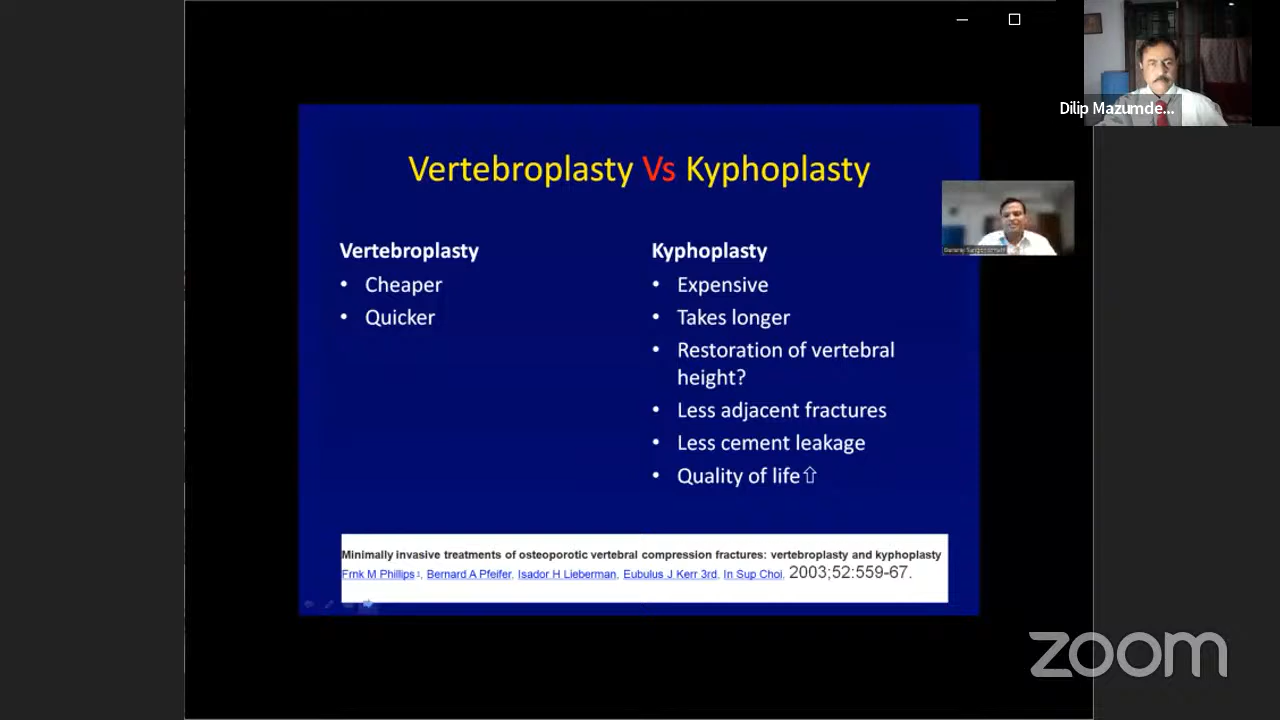 Dilip Mazumde...
Vertebroplasty Vs Kyphoplasty
Vertebroplasty
• Cheaper
• Quicker
Kyphoplasty
• Expensive
• Takes longer
• Restoration of vertebral
height?
• Less adjacent fractures
• Less cement leakage
• Quality of life⇧
Minimally invasive treatments of osteoporotic vertebral compression fractures: vertebroplasty and kyphoplasty
Frnk M Phillips 1, Bernard A Pfeifer, Isador H Lieberman, Eubulus J Kerr 3rd, In Sup Choi, 2003;52:559-67.
zoom